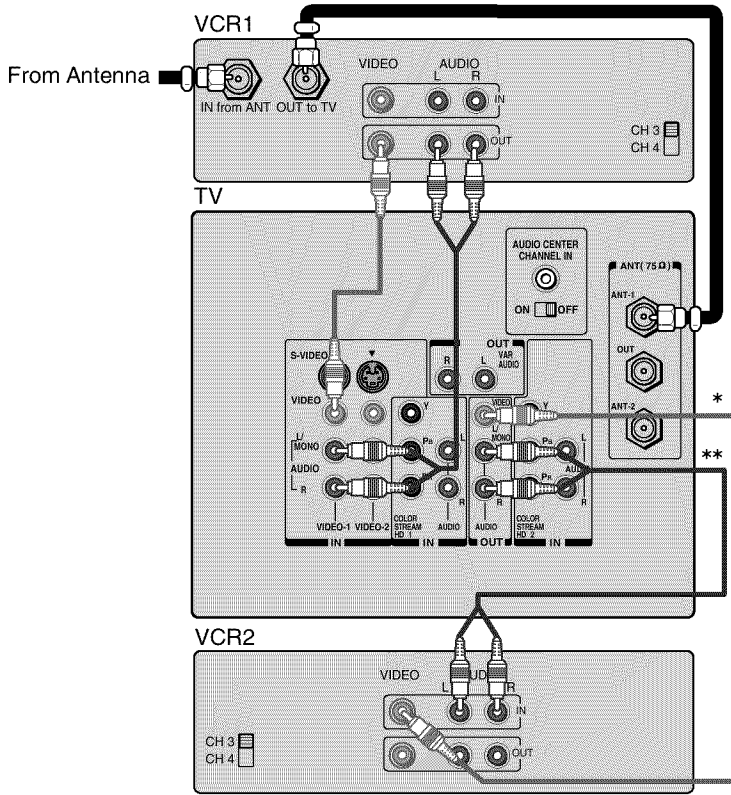 VCR1
From Antenna
IN from ANT OUT to TV
VIDEO AUDIO
L R
IN
OUT
CH 3
CH 4
TV
AUDIO CENTER
CHANNEL IN
ON OFF
ANT(75Ω)
ANT-1
OUT
ANT-2
S-VIDEO
VIDEO
L/
MONO
AUDIO
R
VIDEO-1 VIDEO-2
IN
OUT
R L VAR
AUDIO
Y
PB
L
R
COLOR
STREAM
HD 1
AUDIO
IN
VIDEO
L/
MONO
R
AUDIO
OUT
Y
PB
PR
L
R
COLOR
STREAM
HD 2
IN
*
**
VCR2
VIDEO
L R
IN
OUT
CH 3
CH 4